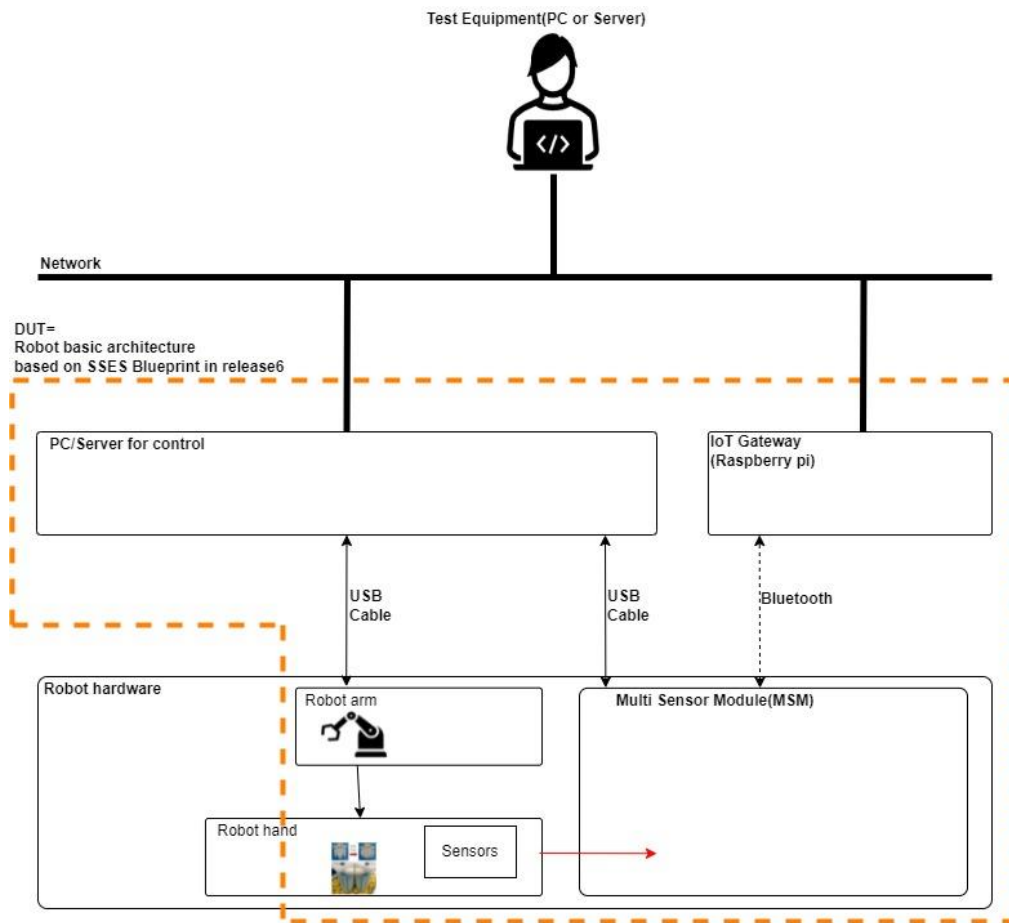 Test Equipment(PC or Server)
</>
Network
DUT=
Robot basic architecture
based on SSES Blueprint in release6
PC/Server for control
IoT Gateway
(Raspberry pi)
USB
Cable
USB
Cable
Bluetooth
Robot hardware
Robot arm
Multi Sensor Module(MSM)
Robot hand
Sensors